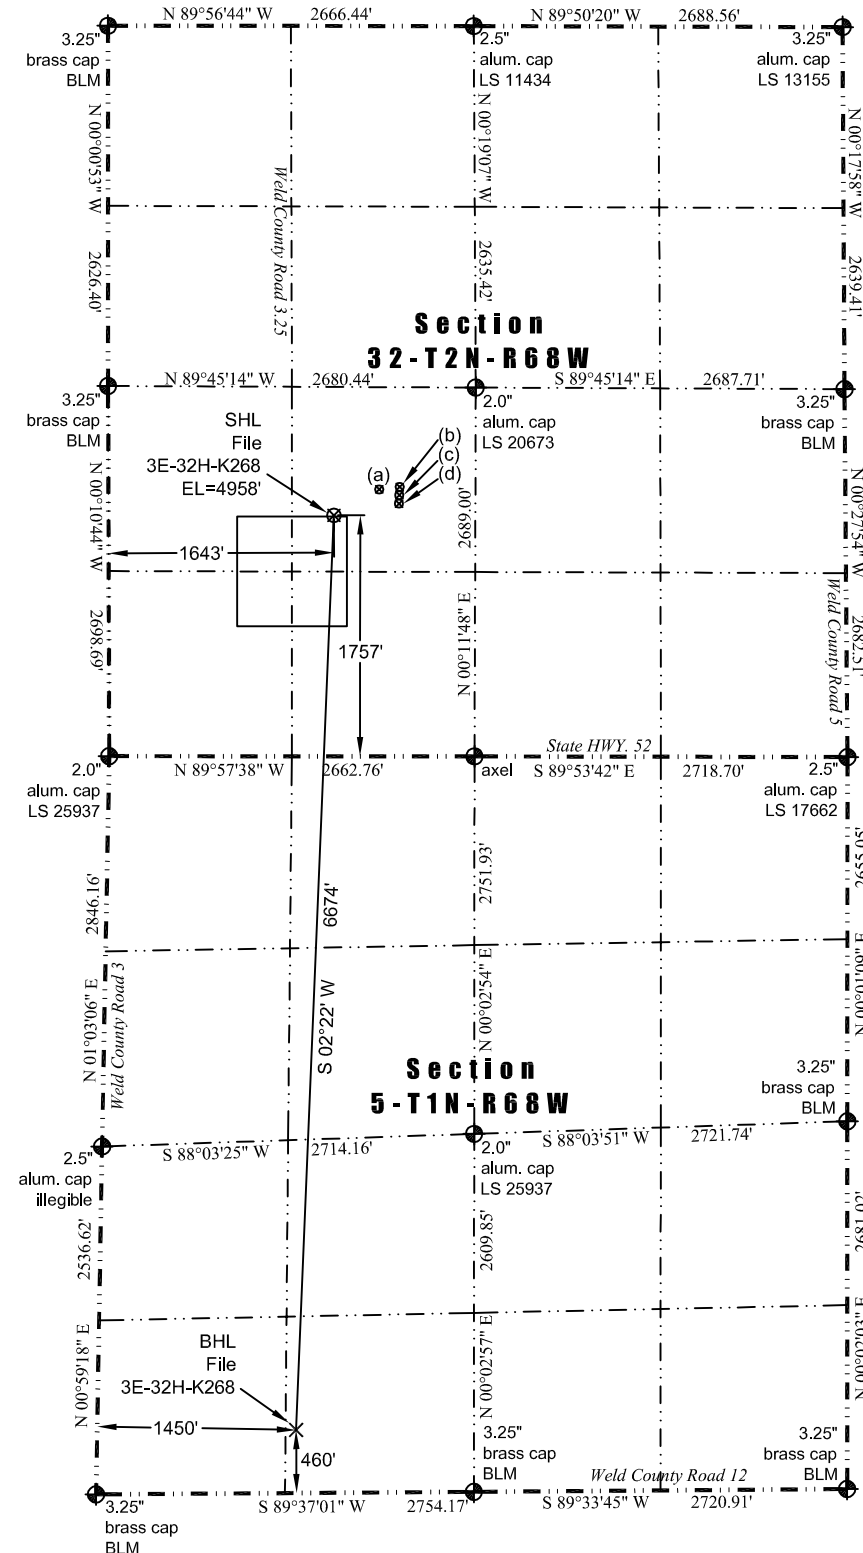 N 89°56'44" W 2666.44'
N 89°50'20" W 2688.56'
3.25"
brass cap
BLM
2.5"
alum. cap
LS 11434
3.25"
alum. cap
LS 13155
N 00°00'53" W 2626.40'
Weld County Road 3.25
N 00°19'07" W 2635.42'
N 00°17'58" W 2639.41'
Section
32-T2N-R68W
N 89°45'14" W 2680.44'
S 89°45'14" E 2687.71'
3.25"
brass cap
BLM
2.0"
alum. cap
LS 20673
3.25"
brass cap
BLM
SHL
File
3E-32H-K268
EL=4958'
(a)
(b)
(c)
(d)
N 00°10'44" W 2698.69'
1643'
1757'
2689.00'
N 00°11'48" E
N 00°27'54" W 2682.51'
Weld County Road 5
State HWY. 52
N 89°57'38" W 2662.76'
S 89°53'42" E 2718.70'
2.0"
alum. cap
LS 25937
axel
2.5"
alum. cap
LS 17662
2846.16'
N 01°03'06" E
Weld County Road 3
6674'
S 02°22' W
2751.93'
N 00°02'54" E
Section
5-T1N-R68W
3.25"
brass cap
BLM
S 88°03'25" W 2714.16'
S 88°03'51" W 2721.74'
2.5"
alum. cap
illegible
2.0"
alum. cap
LS 25937
2536.62'
N 00°59'18" E
2609.85'
N 00°02'57" E
BHL
File
3E-32H-K268
1450'
460'
3.25"
brass cap
BLM
3.25"
brass cap
BLM
Weld County Road 12
3.25"
brass cap
BLM
S 89°37'01" W 2754.17'
S 89°33'45" W 2720.91'